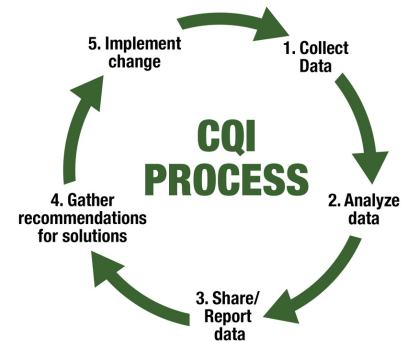 CQI
PROCESS
1. Collect
Data
2. Analyze
data
3. Share/
Report
data
4. Gather
recommendations
for solutions
5. Implement
change